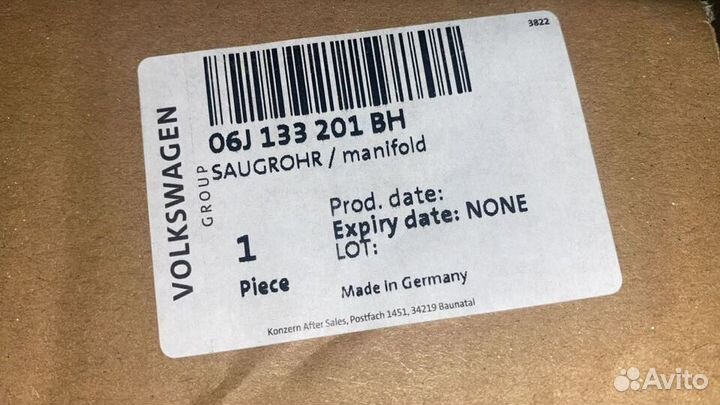 3822
VOLKSWAGEN
GROUP
06J 133 201 BH
SAUGROHR / manifold
Prod. date:
Expiry date: NONE
LOT:
1
Piece
Made in Germany
Konzern After Sales, Postfach 1451, 34219 Baunatal
Avito